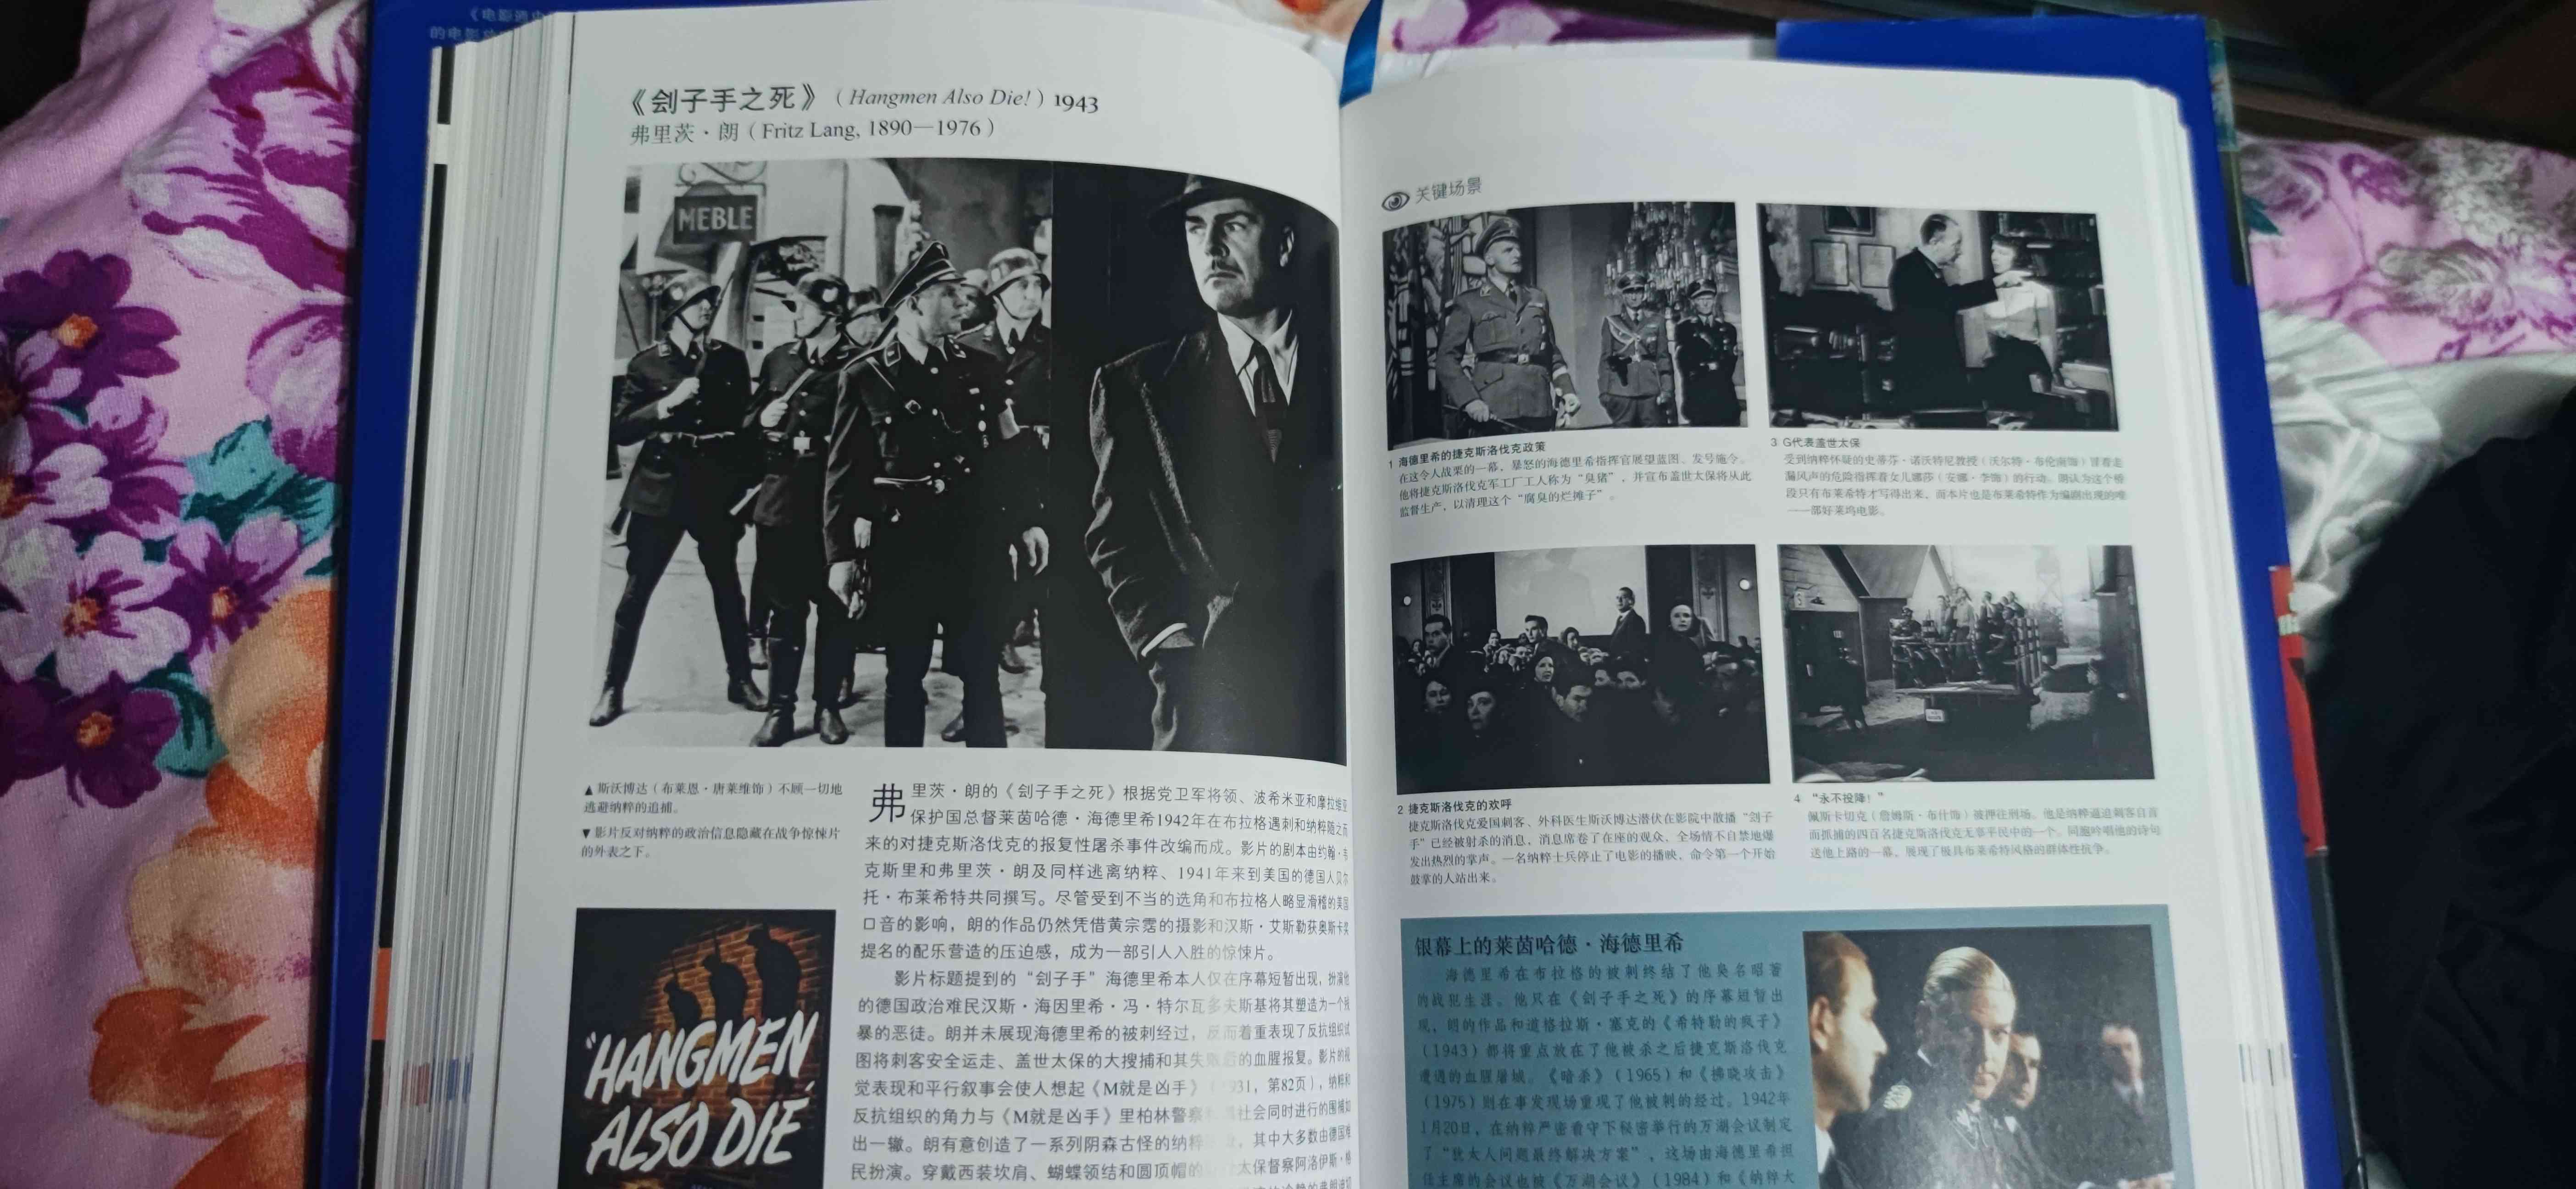 《电影
的电影
《刽子手之死》（Hangmen Also Die!）1943
弗里茨·朗（Fritz Lang, 1890—1976）
MEBLE
▲ 斯沃博达（布莱恩·唐莱维饰）不顾一切地
逃避纳粹的追捕。
▼ 影片反对纳粹的政治信息隐藏在战争惊悚片
的外表之下。
"HANGMEN
ALSO DIE
弗里茨·朗的《刽子手之死》根据党卫军将领、波希米亚和摩拉维亚
保护国总督莱茵哈德·海德里希1942年在布拉格遇刺和纳粹随之而
来的对捷克斯洛伐克的报复性屠杀事件改编而成。影片的剧本由约翰·韦
克斯里和弗里茨·朗及同样逃离纳粹、1941年来到美国的德国人贝尔
托·布莱希特共同撰写。尽管受到不当的选角和布拉格人略显滑稽的美国
口音的影响，朗的作品仍然凭借黄宗霑的摄影和汉斯·艾斯勒获奥斯卡奖
提名的配乐营造的压迫感，成为一部引人入胜的惊悚片。
影片标题提到的“刽子手”海德里希本人仅在序幕短暂出现，扮演他
的德国政治难民汉斯·海因里希·冯·特尔瓦多夫斯基将其塑造为一个残
暴的恶徒。朗并未展现海德里希的被刺经过，反而着重表现了反抗组织试
图将刺客安全运走、盖世太保的大搜捕和其失败后的血腥报复。影片的视
觉表现和平行叙事会使人想起《M就是凶手》（1931，第82页），纳粹和
反抗组织的角力与《M就是凶手》里柏林警察 社会同时进行的围捕如
出一辙。朗有意创造了一系列阴森古怪的纳粹 ，其中大多数由德国难
民扮演。穿戴西装坎肩、蝴蝶领结和圆顶帽的 太保督察阿洛伊斯·格
关键场景
1 海德里希的捷克斯洛伐克政策
在这令人战栗的一幕，暴怒的海德里希指挥官展望蓝图、发号施令。
他将捷克斯洛伐克军工厂工人称为“臭猪”，并宣布盖世太保将从此
监督生产，以清理这个“腐臭的烂摊子”。
3 G代表盖世太保
受到纳粹怀疑的史蒂芬·诺沃特尼教授（沃尔特·布伦南饰）冒着走
漏风声的危险指挥着女儿娜莎（安娜·李饰）的行动。朗认为这个桥
段只有布莱希特才写得出来，而本片也是布莱希特作为编剧出现的唯
一一部好莱坞电影。
2 捷克斯洛伐克的欢呼
捷克斯洛伐克爱国刺客、外科医生斯沃博达潜伏在影院中散播“刽子
手”已经被射杀的消息，消息席卷了在座的观众，全场情不自禁地爆
发出热烈的掌声。一名纳粹士兵停止了电影的播映，命令第一个开始
鼓掌的人站出来。
4 “永不投降！”
佩斯卡切克（詹姆斯·布什饰）被押往刑场。他是纳粹逼迫刺客自首
而抓捕的四百名捷克斯洛伐克无辜平民中的一个。同胞吟唱他的诗句
送他上路的一幕，展现了极具布莱希特风格的群体性抗争。
银幕上的莱茵哈德·海德里希
海德里希在布拉格的被刺终结了他臭名昭著
的战犯生涯。他只在《刽子手之死》的序幕短暂出
现，朗的作品和道格拉斯·塞克的《希特勒的疯子》
（1943）都将重点放在了他被杀之后捷克斯洛伐克
遭遇的血腥屠城。《暗杀》（1965）和《拂晓攻击》
（1975）则在事发现场重现了他被刺的经过。1942年
1月20日，在纳粹严密看守下秘密举行的万湖会议制定
了“犹太人问题最终解决方案”，这场由海德里希担
任主席的会议也被《万湖会议》（1984）和《纳粹大